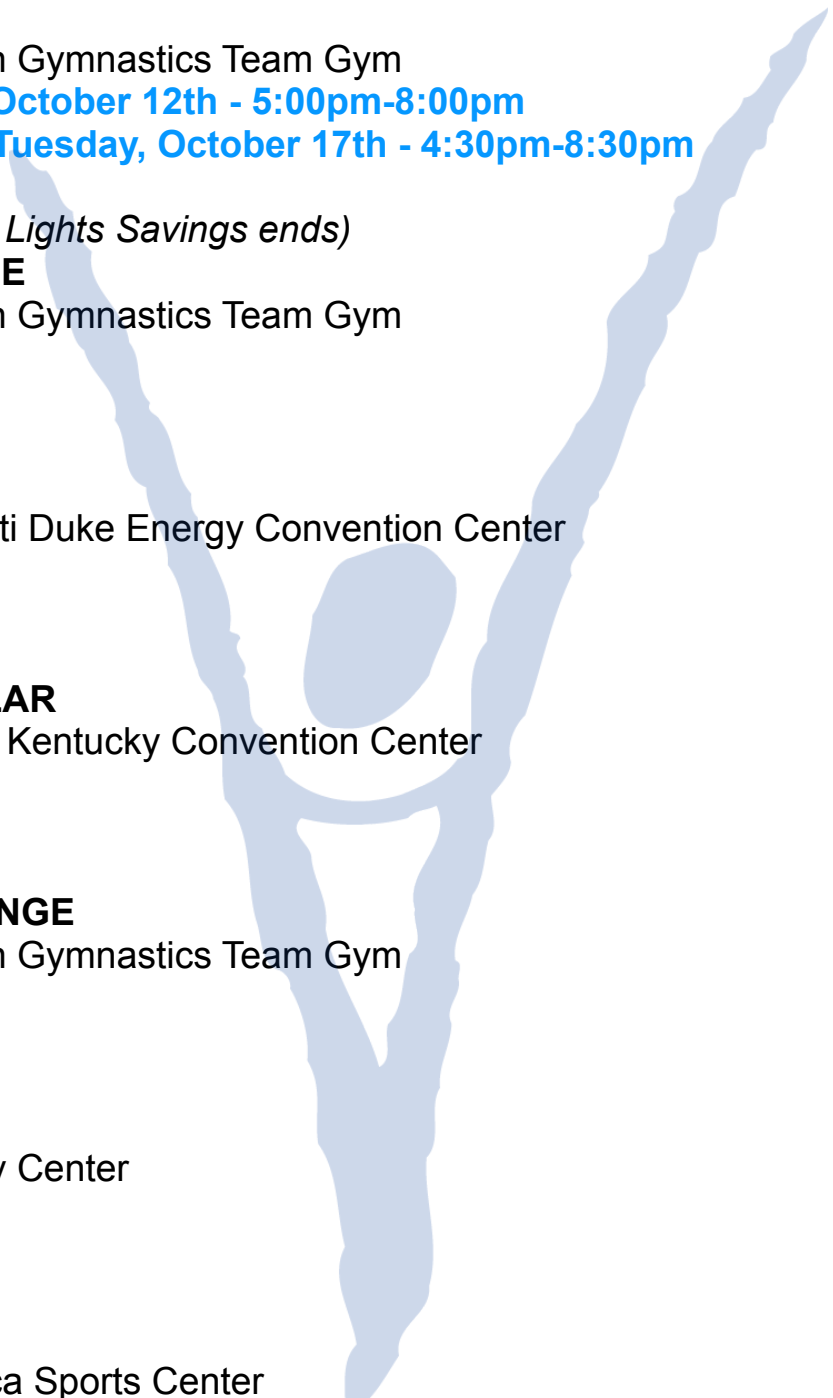 n Gymnastics Team Gym
October 12th - 5:00pm-8:00pm
Tuesday, October 17th - 4:30pm-8:30pm
Lights Savings ends)
E
n Gymnastics Team Gym
ti Duke Energy Convention Center
LAR
Kentucky Convention Center
NGE
n Gymnastics Team Gym
y Center
ca Sports Center